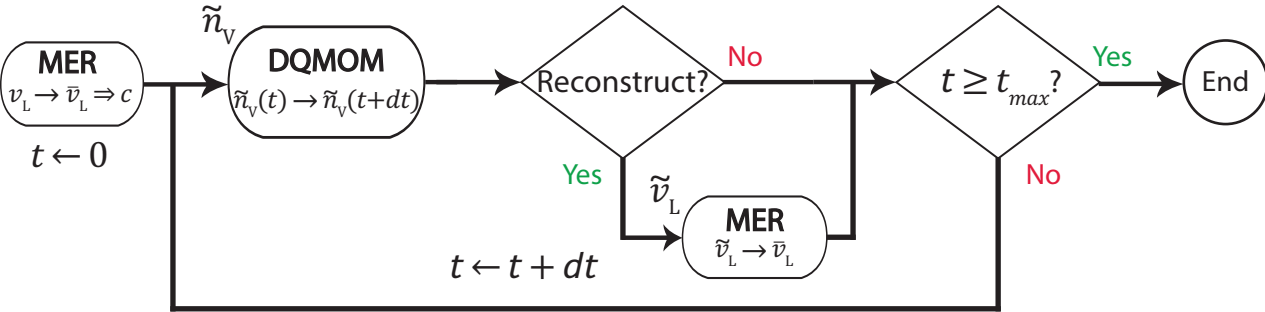 MER
v_L → v̄_L ⇒ c
t ← 0
ñ_V
DQMOM
ñ_V(t) → ñ_V(t+dt)
Reconstruct?
No
Yes
ṽ_L
MER
ṽ_L → v̄_L
t ≥ t_max?
Yes
No
End
t ← t + dt